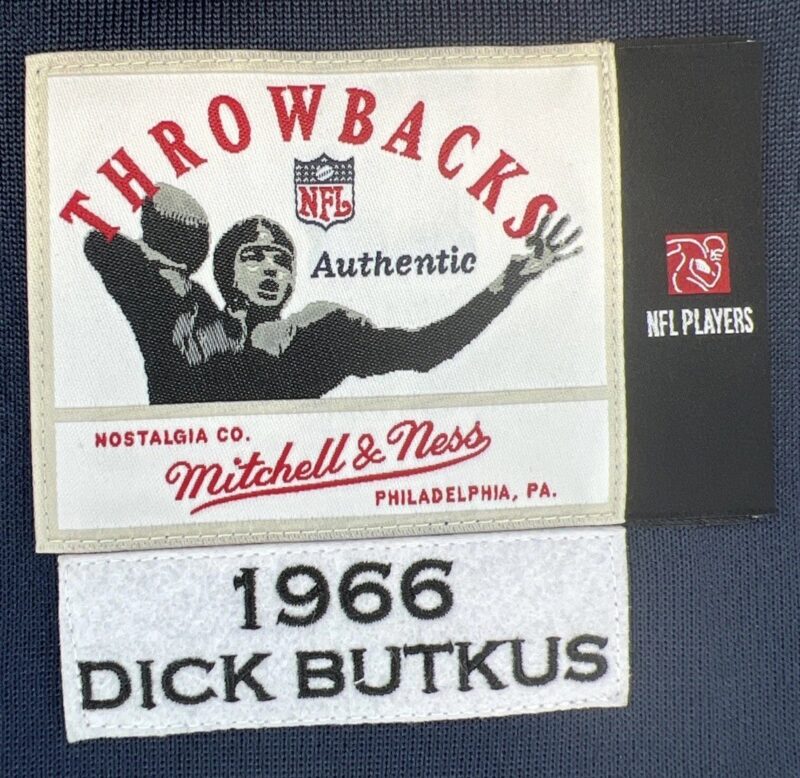 THROWBACKS
NFL
Authentic
NFL PLAYERS
NOSTALGIA CO.
Mitchell & Ness
PHILADELPHIA, PA.
1966
DICK BUTKUS